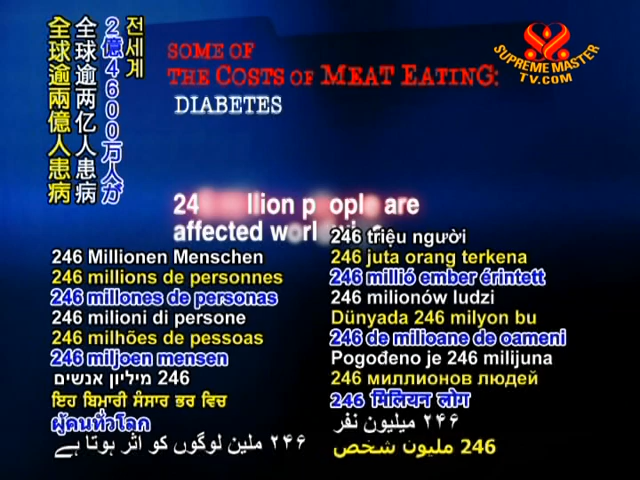 전세계
2億4600万人が
全球逾两亿人患病
全球逾兩億人患病
SOME OF
THE COSTS OF MEAT EATING:
DIABETES
SUPREME MASTER
TV.COM
24 llion p opl are
affected
246 Millionen Menschen
246 millions de personnes
246 millones de personas
246 milioni di persone
246 milhões de pessoas
246 miljoen mensen
246 מיליון אנשים
ਇਹ ਬਿਮਾਰੀ ਸੰਸਾਰ ਭਰ ਵਿਚ
ผู้คนทั่วโลก
۲۴۶ ملین لوگوں کو اثر ہوتا ہے
246 triệu người
246 juta orang terkena
246 millió ember érintett
246 milionów ludzi
Dünyada 246 milyon bu
246 de milioane de oameni
Pogođeno je 246 milijuna
246 миллионов людей
246 मिलियन लोग
۲۴۶ میلیون نفر
246 مليون شخص